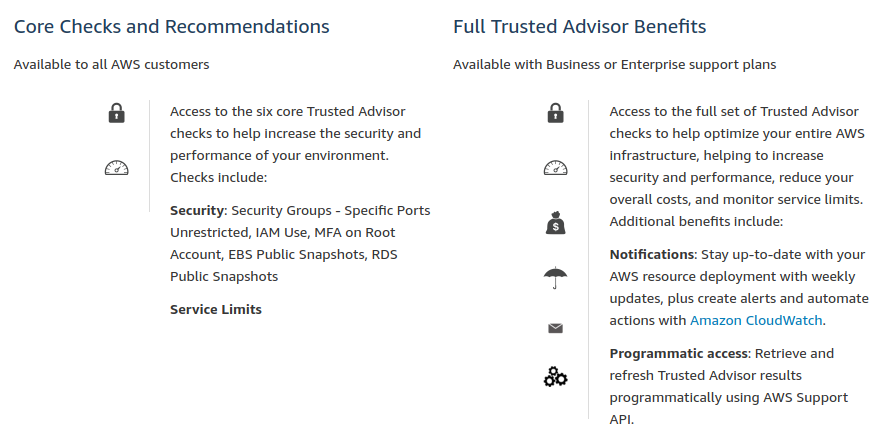 Core Checks and Recommendations
Available to all AWS customers
Access to the six core Trusted Advisor
checks to help increase the security and
performance of your environment.
Checks include:
Security: Security Groups - Specific Ports
Unrestricted, IAM Use, MFA on Root
Account, EBS Public Snapshots, RDS
Public Snapshots
Service Limits
Full Trusted Advisor Benefits
Available with Business or Enterprise support plans
Access to the full set of Trusted Advisor
checks to help optimize your entire AWS
infrastructure, helping to increase
security and performance, reduce your
overall costs, and monitor service limits.
Additional benefits include:
Notifications: Stay up-to-date with your
AWS resource deployment with weekly
updates, plus create alerts and automate
actions with Amazon CloudWatch.
Programmatic access: Retrieve and
refresh Trusted Advisor results
programmatically using AWS Support
API.